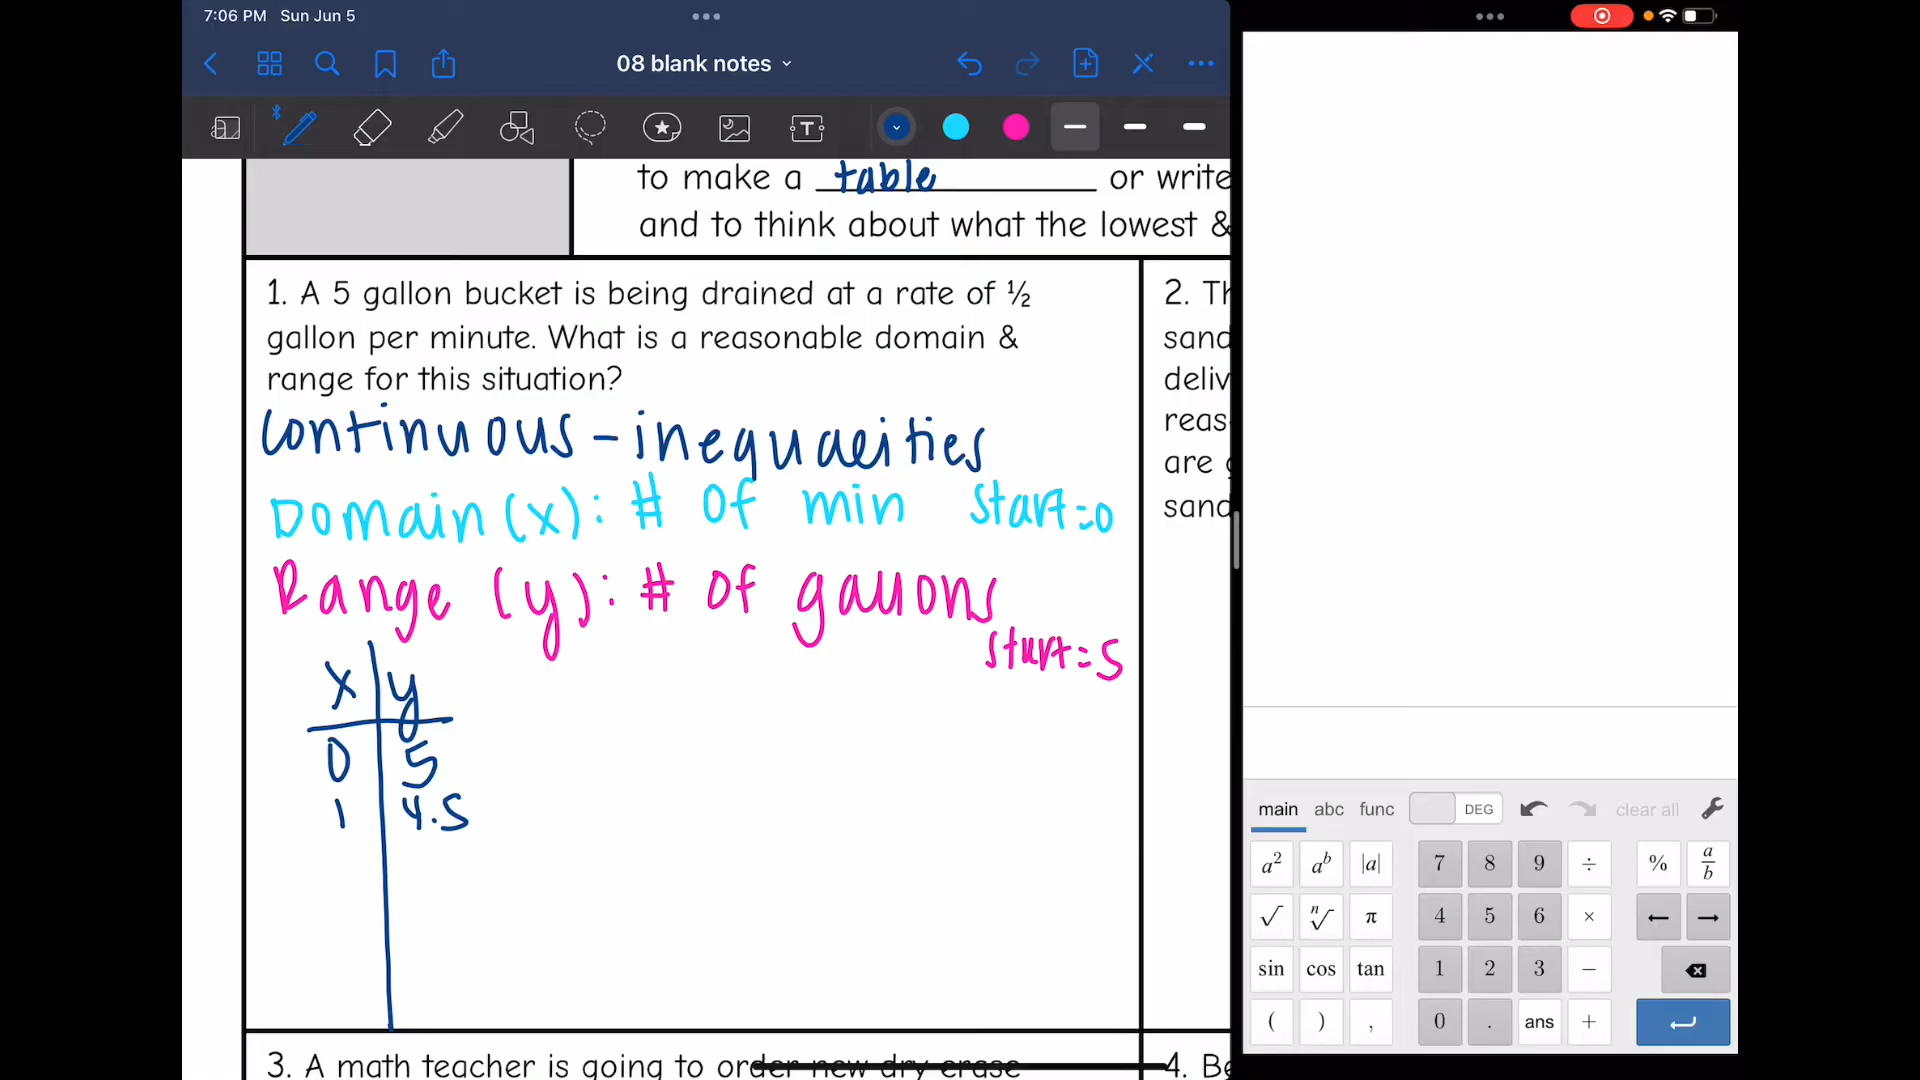 7:06 PM Sun Jun 5
08 blank notes
to make a table or write
and to think about what the lowest &
1. A 5 gallon bucket is being drained at a rate of ½
gallon per minute. What is a reasonable domain &
range for this situation?
Continuous - inequalities
Domain (x): # of min start=0
Range (y): # of gallons
start=5
x y
0 5
1 4.5
2. Th
sand
deliv
reas
are g
sand
3. A math teacher is going to order new dry erase
4. Be
main abc func DEG clear all
a² aᵇ |a| 7 8 9 ÷ % a/b
√ ⁿ√ π 4 5 6 × ← →
sin cos tan 1 2 3 −
( ) , 0 . ans +